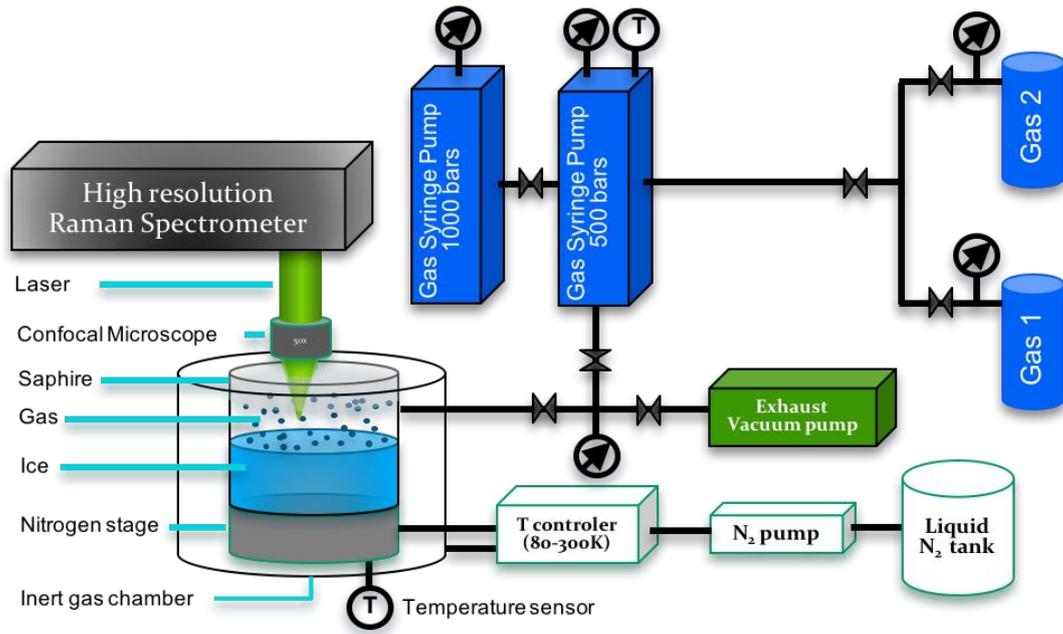 Gas Syringe Pump
1000 bars
T
Gas Syringe Pump
500 bars
Gas 2
Gas 1
High resolution
Raman Spectrometer
Laser
Confocal Microscope
50x
Saphire
Gas
Ice
Nitrogen stage
Inert gas chamber
Exhaust
Vacuum pump
T controler
(80-300K)
N₂ pump
Liquid
N₂ tank
T
Temperature sensor